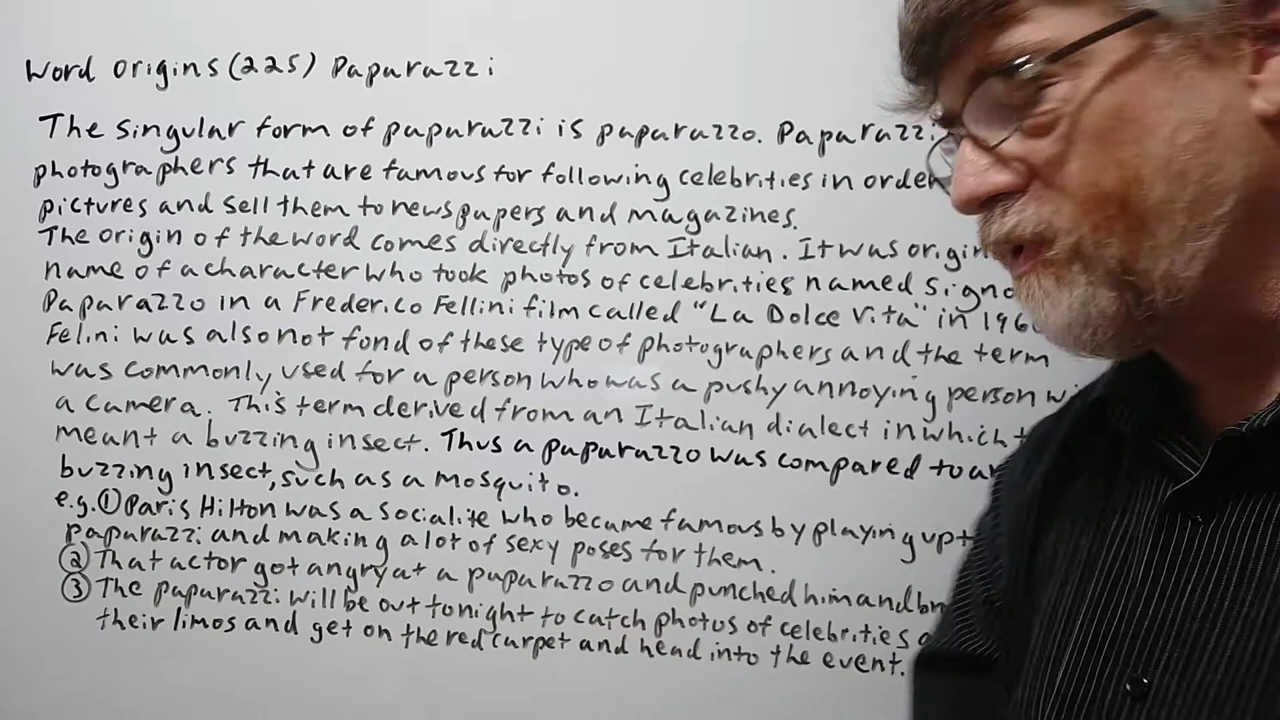 Word Origins (225) Paparazzi
The singular form of paparazzi is paparazzo. Paparazzi
photographers that are famous for following celebrities in order
pictures and sell them to newspapers and magazines.
The origin of the word comes directly from Italian. It was origin
name of a character who took photos of celebrities named Signo
Paparazzo in a Frederico Fellini film called "La Dolce Vita" in 196
Felini was also not fond of these type of photographers and the term
was commonly used for a person who was a pushy annoying person wi
a camera. This term derived from an Italian dialect in which t
meant a buzzing insect. Thus a paparazzo was compared to an
buzzing insect, such as a mosquito.
e.g. ① Paris Hilton was a socialite who became famous by playing up t
paparazzi and making a lot of sexy poses for them.
② That actor got angry at a paparazzo and punched him and br
③ The paparazzi will be out tonight to catch photos of celebrities
their limos and get on the red carpet and head into the event.